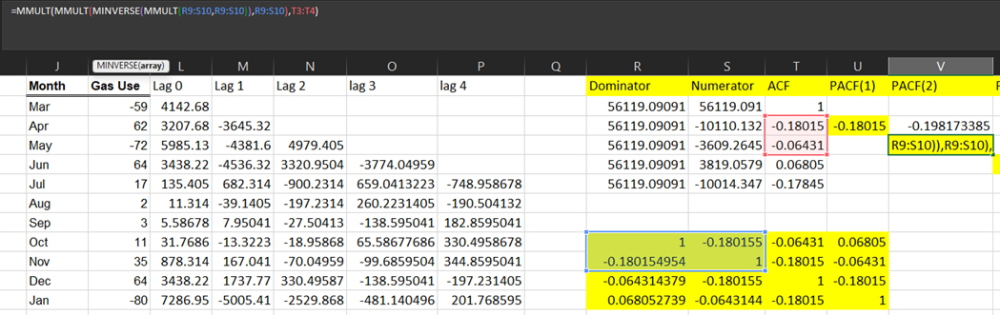 =MMULT(MMULT(MINVERSE(MMULT(R9:S10,R9:S10)),R9:S10),T3:T4)
J MINVERSE(array) L M N O P Q R S T U V
Month Gas Use Lag 0 Lag 1 Lag 2 lag 3 lag 4 Dominator Numerator ACF PACF(1) PACF(2)
Mar -59 4142.68 56119.09091 56119.091 1
Apr 62 3207.68 -3645.32 56119.09091 -10110.132 -0.18015 -0.18015 -0.198173385
May -72 5985.13 -4381.6 4979.405 56119.09091 -3609.2645 -0.06431 R9:S10)),R9:S10),
Jun 64 3438.22 -4536.32 3320.9504 -3774.04959 56119.09091 3819.0579 0.06805
Jul 17 135.405 682.314 -900.2314 659.0413223 -748.958678 56119.09091 -10014.347 -0.17845
Aug 2 11.314 -39.1405 -197.2314 260.2231405 -190.504132
Sep 3 5.58678 7.95041 -27.50413 -138.595041 182.8595041
Oct 11 31.7686 -13.3223 -18.95868 65.58677686 330.4958678 1 -0.180155 -0.06431 0.06805
Nov 35 878.314 167.041 -70.04959 -99.6859504 344.8595041 -0.180154954 1 -0.18015 -0.06431
Dec 64 3438.22 1737.77 330.49587 -138.595041 -197.231405 -0.064314379 -0.180155 1 -0.18015
Jan -80 7286.95 -5005.41 -2529.868 -481.140496 201.768595 0.068052739 -0.0643144 -0.18015 1